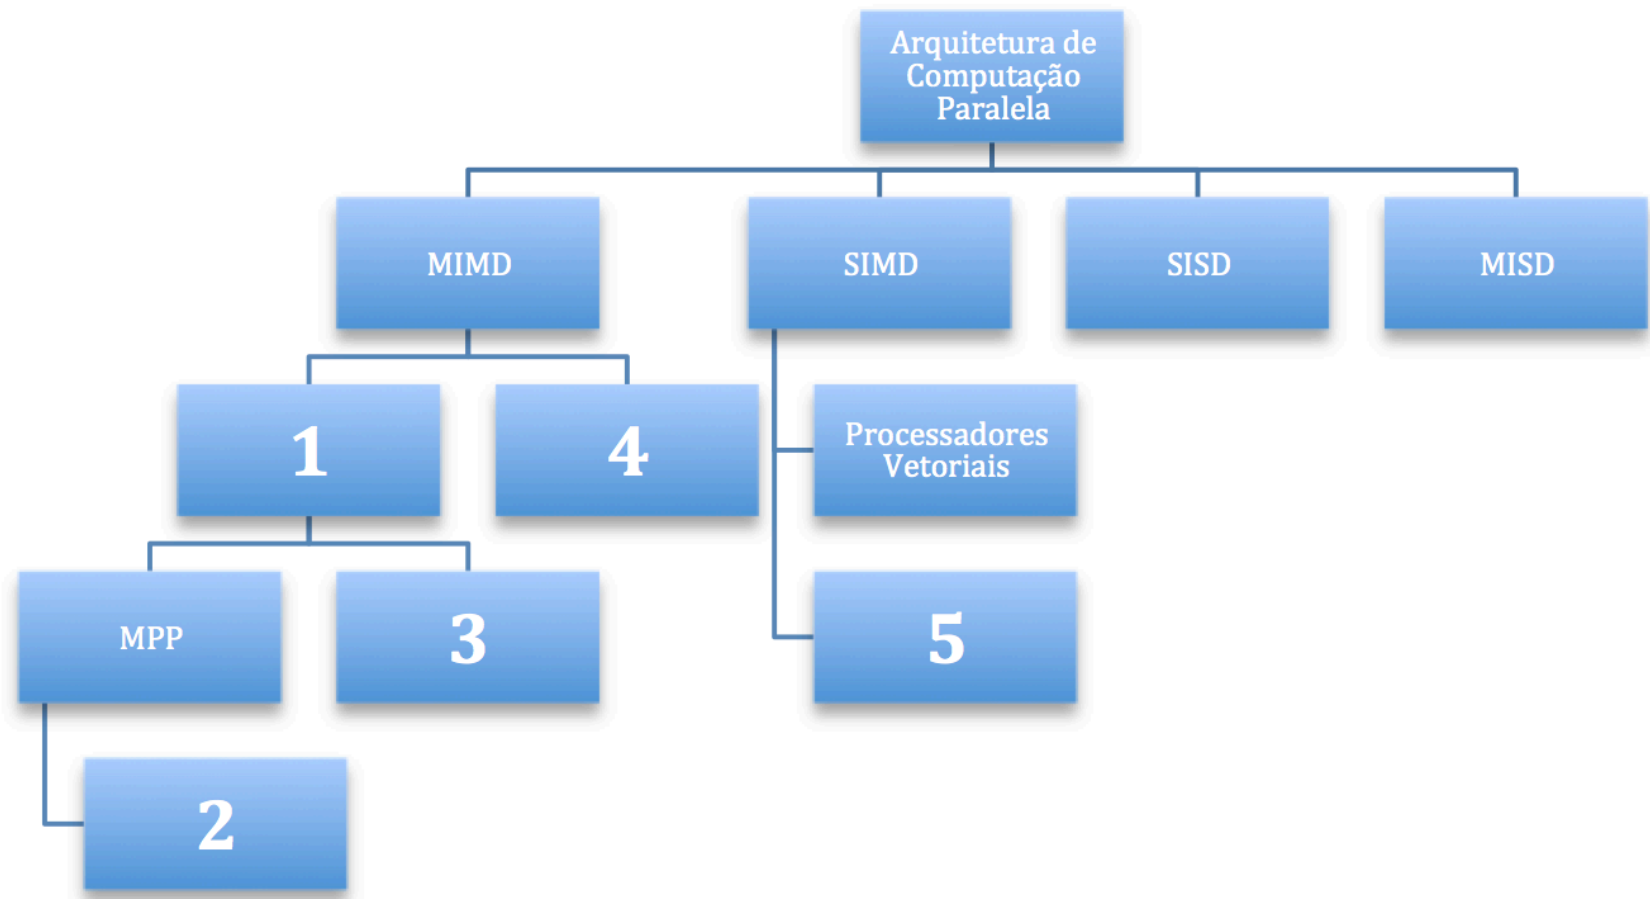 Arquitetura de
Computação
Paralela
MIMD
SIMD
SISD
MISD
1
4
Processadores
Vetoriais
MPP
3
5
2